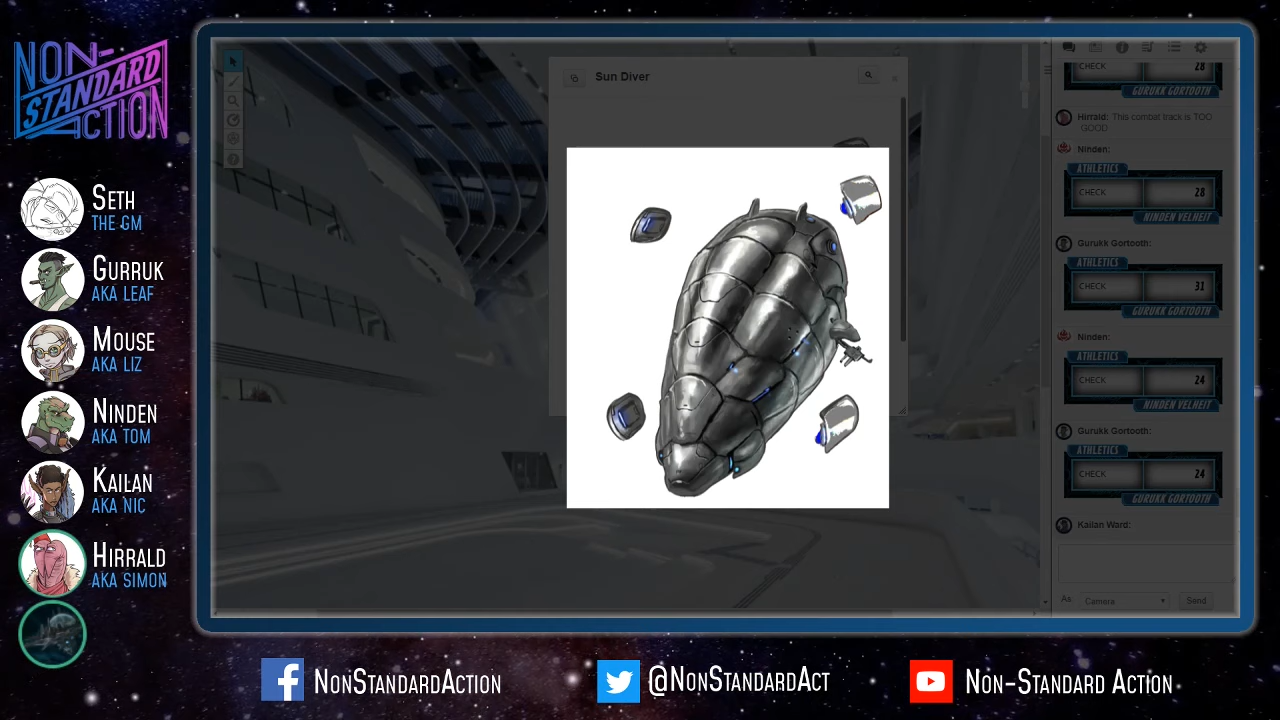 NON-
STANDARD
ACTION
SETH
THE GM
GURRUK
AKA LEAF
MOUSE
AKA LIZ
NINDEN
AKA TOM
KAILAN
AKA NIC
HIRRALD
AKA SIMON
Sun Diver
CHECK 28
GURUKK GORTOOTH
Hirrald: This combat track is TOO
GOOD
Ninden:
ATHLETICS
CHECK 28
NINDEN VELHEIT
Gurukk Gortooth:
ATHLETICS
CHECK 31
GURUKK GORTOOTH
Ninden:
ATHLETICS
CHECK 24
NINDEN VELHEIT
Gurukk Gortooth:
ATHLETICS
CHECK 24
GURUKK GORTOOTH
Kailan Ward:
As: Camera Send
NONSTANDARDACTION
@NONSTANDARDACT
NON-STANDARD ACTION